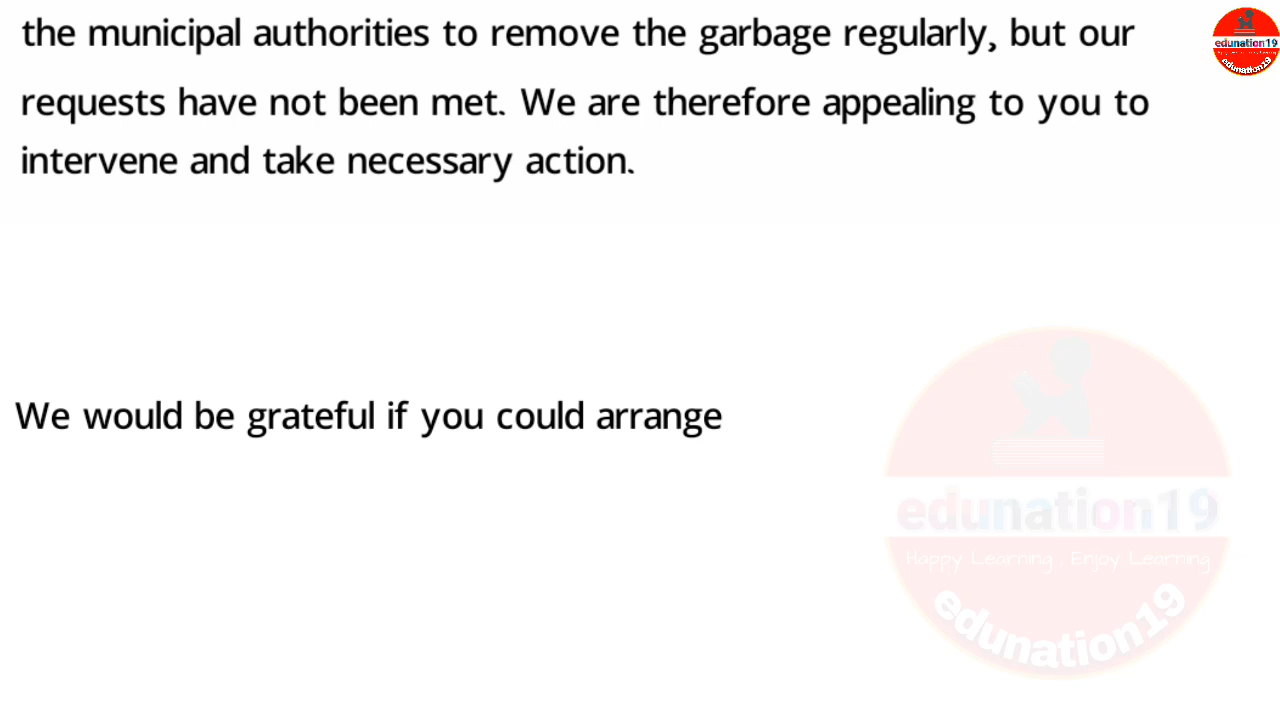 the municipal authorities to remove the garbage regularly, but our
requests have not been met. We are therefore appealing to you to
intervene and take necessary action.
We would be grateful if you could arrange
edunation19
edunation19
edunation19
Happy Learning , Enjoy Learning
edunation19